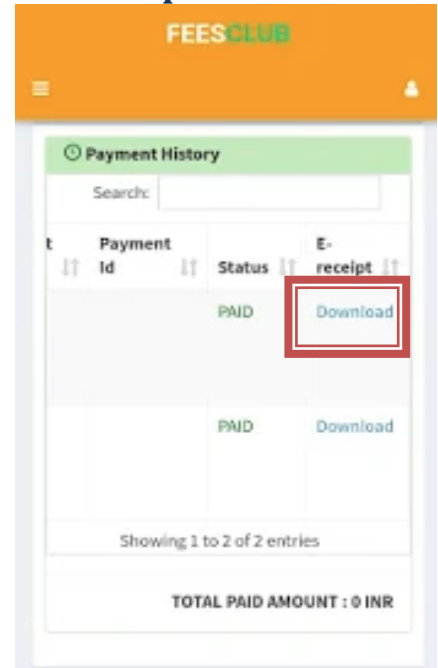 FEESCLUB
Payment History
Search:
t Payment Id Status E-receipt
PAID Download
PAID Download
Showing 1 to 2 of 2 entries
TOTAL PAID AMOUNT : 0 INR